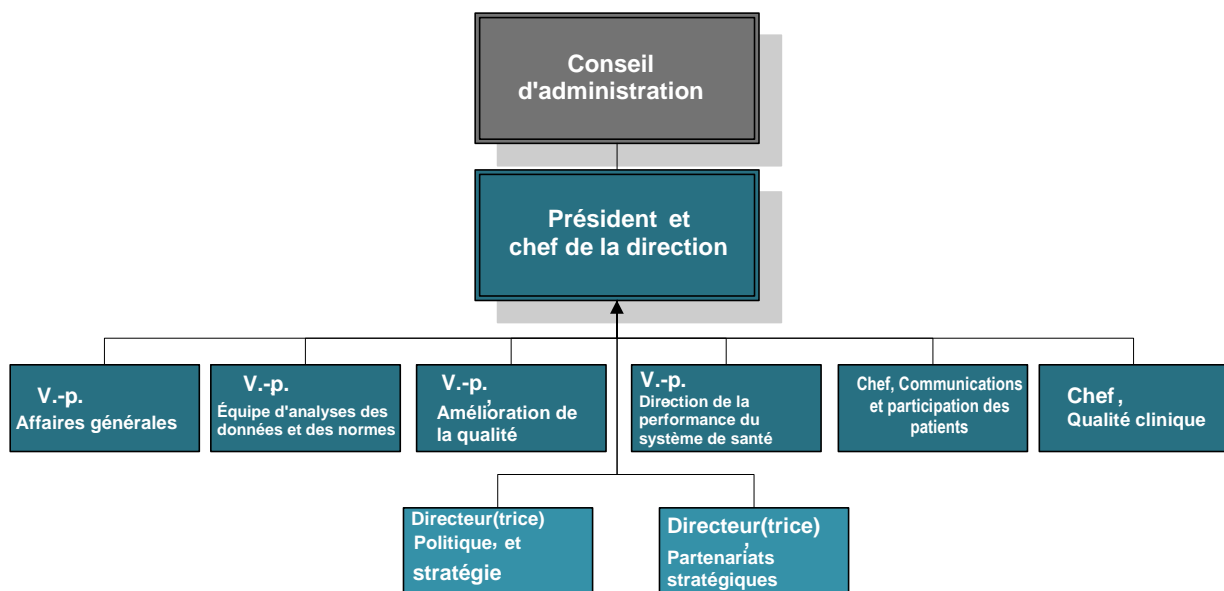 Conseil
d'administration
Président et
chef de la direction
V.-p.
Affaires générales
V.-p.
Équipe d'analyses des
données et des normes
V.-p.
,
Amélioration de
la qualité
V.-p.
Direction de la
performance du
système de santé
Chef, Communications
et participation des
patients
Chef ,
Qualité clinique
Directeur(trice)
Politique, et
stratégie
Directeur(trice)
,
Partenariats
stratégiques